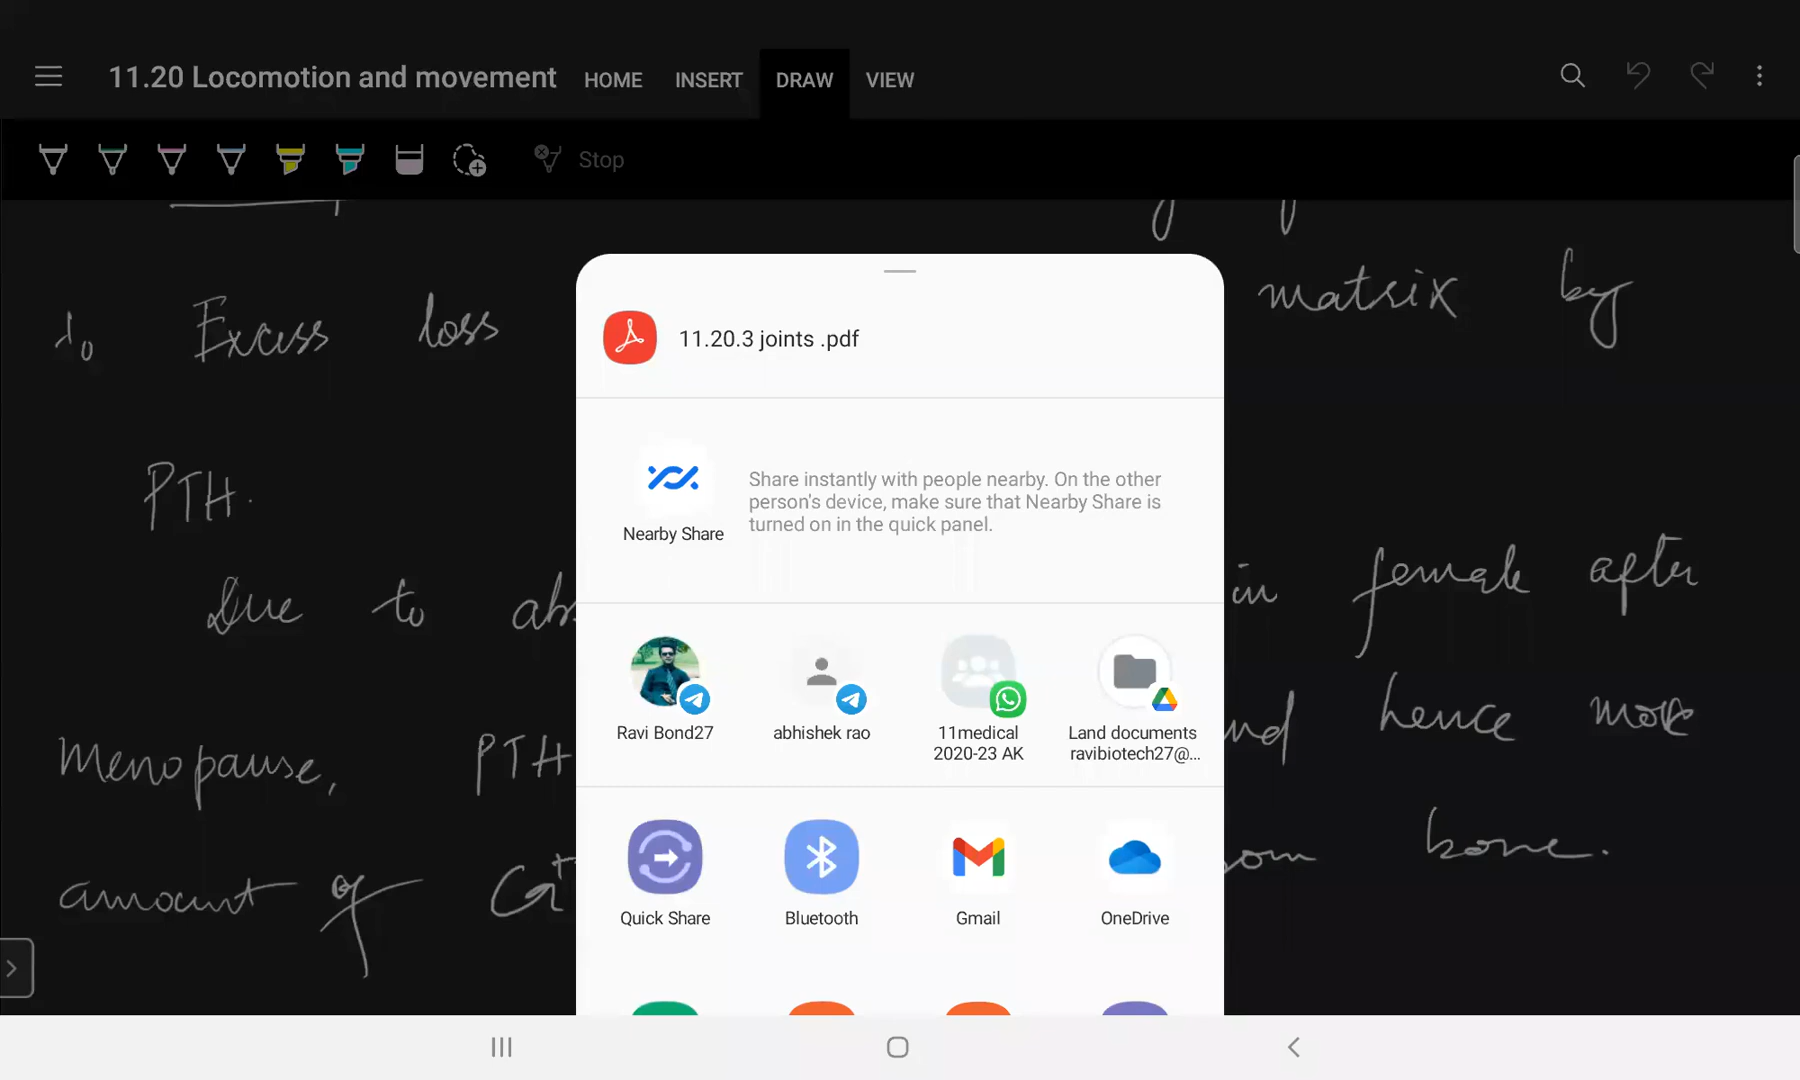 11.20 Locomotion and movement HOME INSERT DRAW VIEW
Stop
Excess loss matrix by
PTH.
Due to in female after
Menopause, PTH hence more
amount of Ca bone.
11.20.3 joints .pdf
Nearby Share
Share instantly with people nearby. On the other
person's device, make sure that Nearby Share is
turned on in the quick panel.
Ravi Bond27
abhishek rao
11medical
2020-23 AK
Land documents
ravibiotech27@...
Quick Share
Bluetooth
Gmail
OneDrive